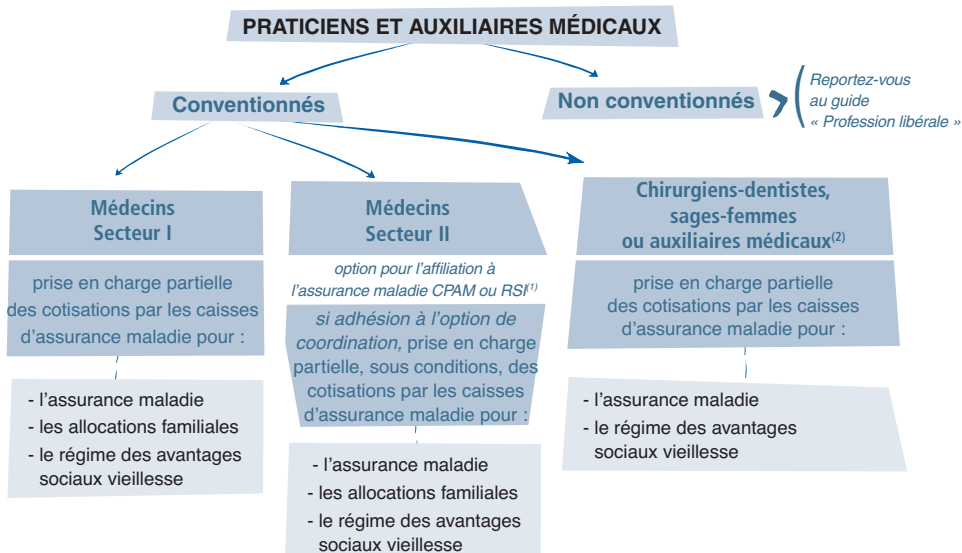 PRATICIENS ET AUXILIAIRES MÉDICAUX
Conventionnés
Non conventionnés
Reportez-vous
au guide
« Profession libérale »
Médecins
Secteur I
prise en charge partielle
des cotisations par les caisses
d'assurance maladie pour :
- l'assurance maladie
- les allocations familiales
- le régime des avantages
sociaux vieillesse
Médecins
Secteur II
option pour l'affiliation à
l'assurance maladie CPAM ou RSI(1)
si adhésion à l'option de
coordination, prise en charge
partielle, sous conditions, des
cotisations par les caisses
d'assurance maladie pour :
- l'assurance maladie
- les allocations familiales
- le régime des avantages
sociaux vieillesse
Chirurgiens-dentistes,
sages-femmes
ou auxiliaires médicaux(2)
prise en charge partielle
des cotisations par les caisses
d'assurance maladie pour :
- l'assurance maladie
- le régime des avantages
sociaux vieillesse